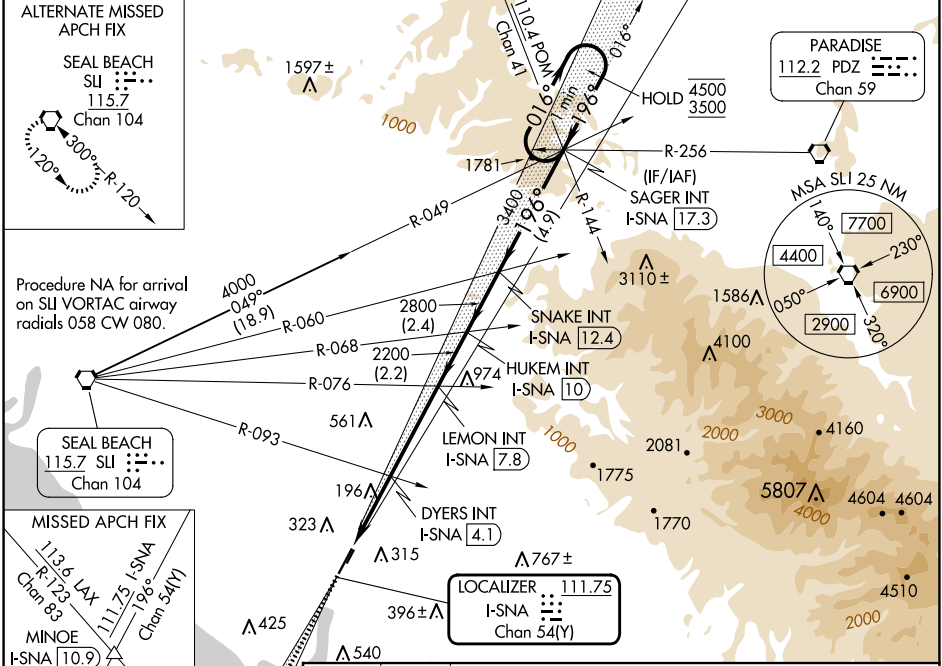 ALTERNATE MISSED
APCH FIX
SEAL BEACH
SLI
115.7
Chan 104
300°
120°
R-120
110.4 POM
Chan 41
016°
016°
1 min
196°
HOLD 4500
3500
PARADISE
112.2 PDZ
Chan 59
1597 ±
1000
1781
R-256
(IF/IAF)
SAGER INT
I-SNA 17.3
R-144
R-049
3400
196°
(4.9)
MSA SLI 25 NM
140°
7700
230°
4400
050°
6900
2900
320°
Procedure NA for arrival
on SLI VORTAC airway
radials 058 CW 080.
4000
049°
(18.9)
R-060
2800
(2.4)
3110 ±
1586
SNAKE INT
I-SNA 12.4
4100
R-068
2200
(2.2)
HUKEM INT
I-SNA 10
974
R-076
561
R-093
LEMON INT
I-SNA 7.8
1000
3000
2000
4160
2081
1775
SEAL BEACH
115.7 SLI
Chan 104
196
5807
4604
4604
4000
DYERS INT
I-SNA 4.1
323
1770
315
767 ±
4510
2000
MISSED APCH FIX
113.6 LAX
R-123
Chan 83
111.75 I-SNA
196°
Chan 54(Y)
MINOE
I-SNA 10.9
LOCALIZER 111.75
I-SNA
Chan 54(Y)
396 ±
425
540